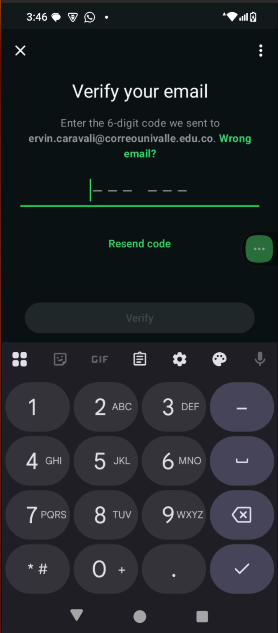 3:46
Verify your email
Enter the 6-digit code we sent to
ervin.caravali@correounivalle.edu.co. Wrong
email?
Resend code
Verify
GIF
1 2 ABC 3 DEF –
4 GHI 5 JKL 6 MNO
7 PQRS 8 TUV 9 WXYZ
* # 0 + .